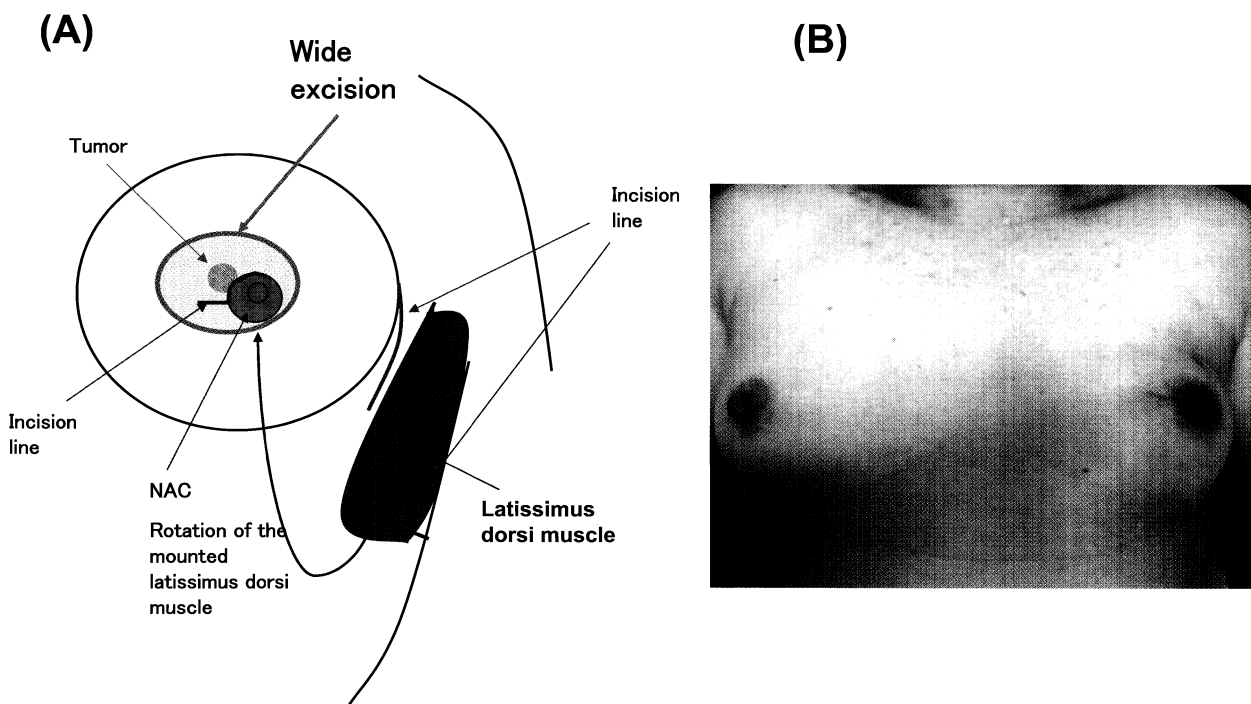 (A)
(B)
Wide
excision
Tumor
Incision
line
Incision
line
NAC
Rotation of the
mounted
latissimus dorsi
muscle
Latissimus
dorsi muscle